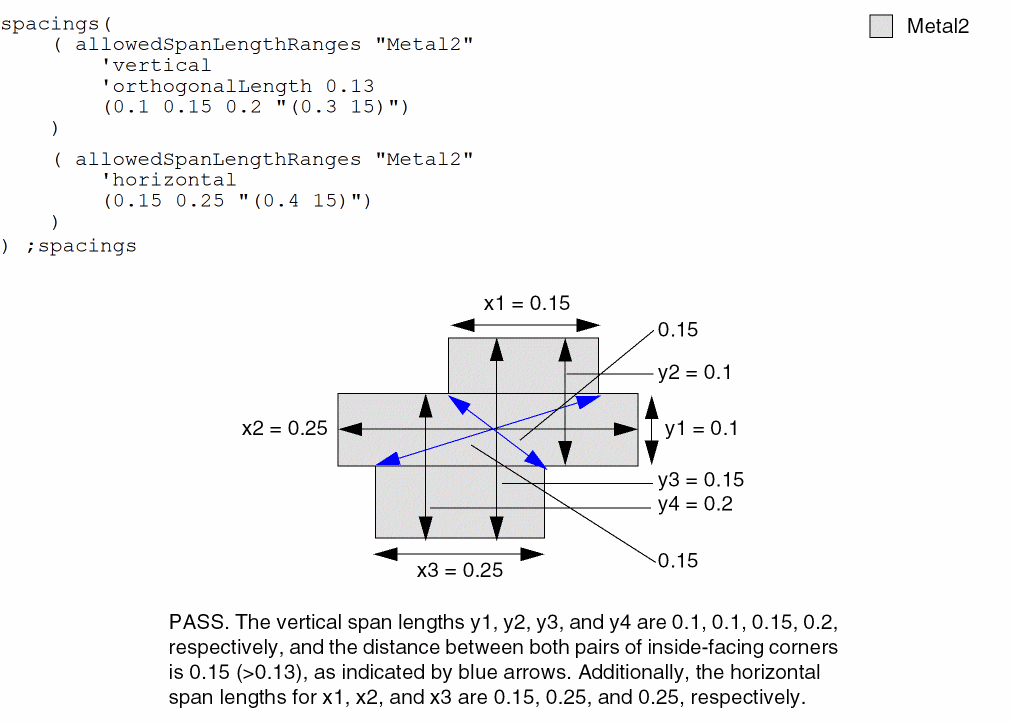 spacings(
( allowedSpanLengthRanges "Metal2"
'vertical
'orthogonalLength 0.13
(0.1 0.15 0.2 "(0.3 15)")
)
( allowedSpanLengthRanges "Metal2"
'horizontal
(0.15 0.25 "(0.4 15)")
)
) ;spacings
Metal2
x1 = 0.15
0.15
y2 = 0.1
x2 = 0.25
y1 = 0.1
y3 = 0.15
y4 = 0.2
0.15
x3 = 0.25
PASS. The vertical span lengths y1, y2, y3, and y4 are 0.1, 0.1, 0.15, 0.2,
respectively, and the distance between both pairs of inside-facing corners
is 0.15 (>0.13), as indicated by blue arrows. Additionally, the horizontal
span lengths for x1, x2, and x3 are 0.15, 0.25, and 0.25, respectively.